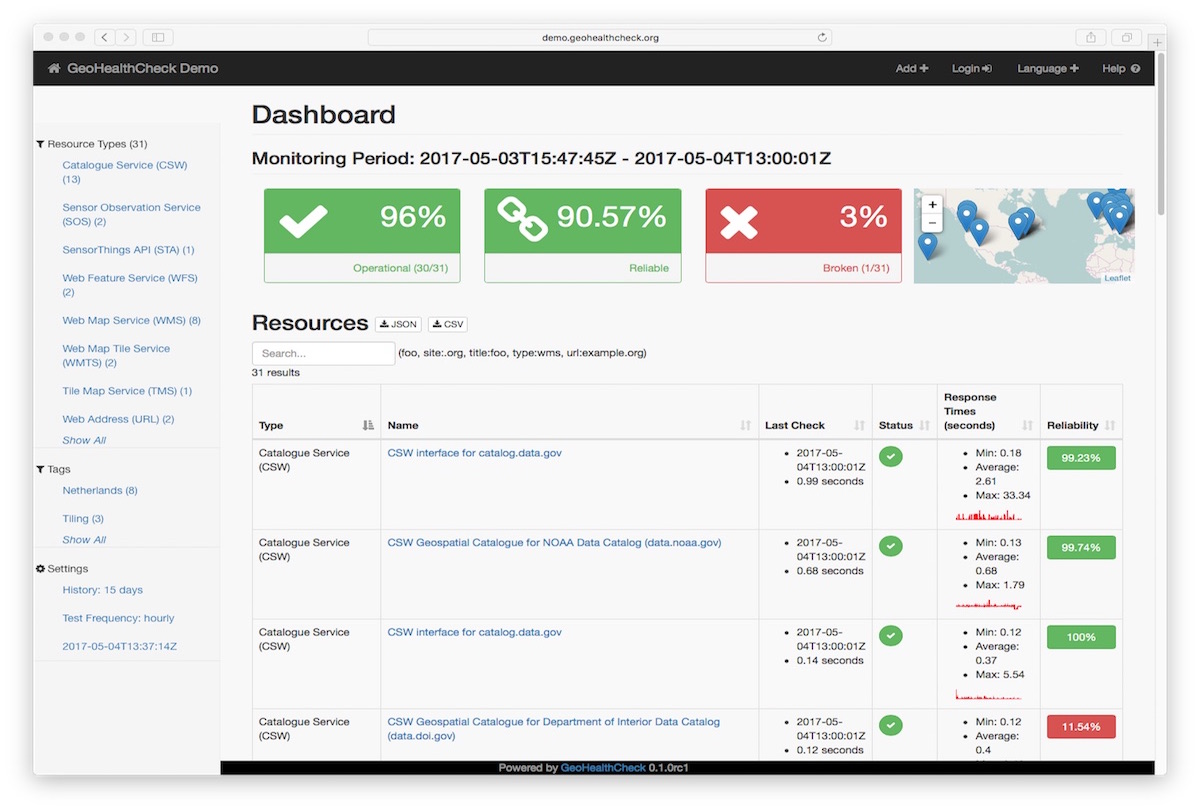 demo.geohealthcheck.org
GeoHealthCheck Demo
Add
Login
Language
Help
Resource Types (31)
Catalogue Service (CSW)
(13)
Sensor Observation Service
(SOS) (2)
SensorThings API (STA) (1)
Web Feature Service (WFS)
(2)
Web Map Service (WMS) (8)
Web Map Tile Service
(WMTS) (2)
Tile Map Service (TMS) (1)
Web Address (URL) (2)
Show All
Tags
Netherlands (8)
Tiling (3)
Show All
Settings
History: 15 days
Test Frequency: hourly
2017-05-04T13:37:14Z
Dashboard
Monitoring Period: 2017-05-03T15:47:45Z - 2017-05-04T13:00:01Z
96%
Operational (30/31)
90.57%
Reliable
3%
Broken (1/31)
+
−
Leaflet
Resources
JSON
CSV
Search...
(foo, site:.org, title:foo, type:wms, url:example.org)
31 results
Type
Name
Last Check
Status
Response
Times
(seconds)
Reliability
Catalogue Service
(CSW)
CSW interface for catalog.data.gov
2017-05-
04T13:00:01Z
0.99 seconds
Min: 0.18
Average:
2.61
Max: 33.34
99.23%
Catalogue Service
(CSW)
CSW Geospatial Catalogue for NOAA Data Catalog (data.noaa.gov)
2017-05-
04T13:00:01Z
0.68 seconds
Min: 0.13
Average:
0.68
Max: 1.79
99.74%
Catalogue Service
(CSW)
CSW interface for catalog.data.gov
2017-05-
04T13:00:01Z
0.14 seconds
Min: 0.12
Average:
0.37
Max: 5.54
100%
Catalogue Service
(CSW)
CSW Geospatial Catalogue for Department of Interior Data Catalog
(data.doi.gov)
2017-05-
04T13:00:01Z
0.12 seconds
Min: 0.12
Average:
0.4
11.54%
Powered by GeoHealthCheck 0.1.0rc1